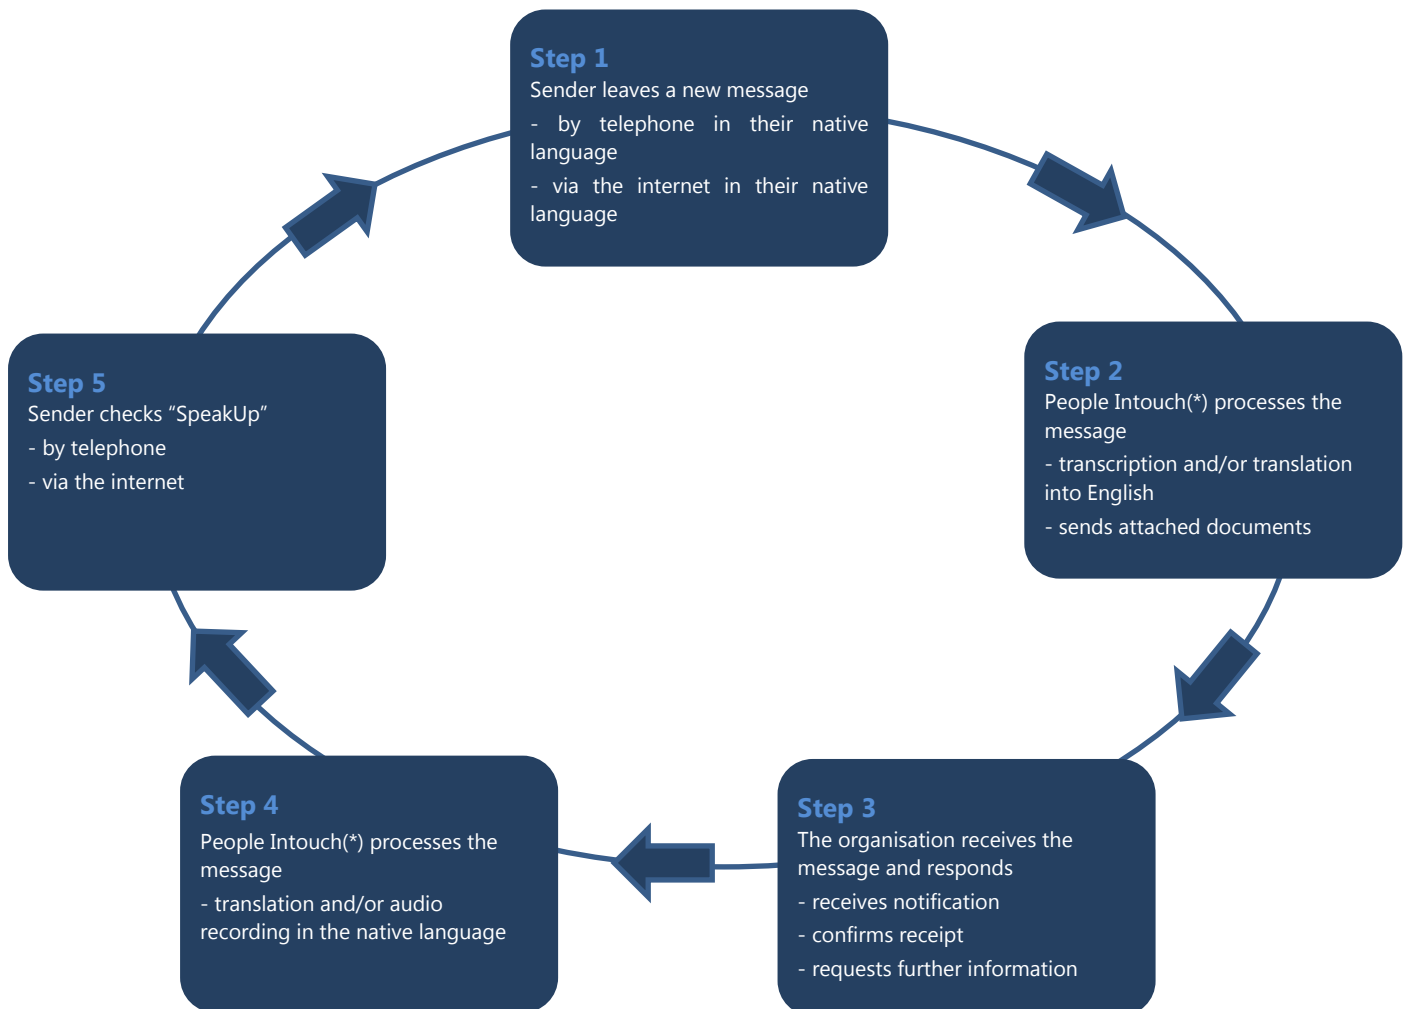 Step 1
Sender leaves a new message
- by telephone in their native
language
- via the internet in their native
language
Step 2
People Intouch(*) processes the
message
- transcription and/or translation
into English
- sends attached documents
Step 3
The organisation receives the
message and responds
- receives notification
- confirms receipt
- requests further information
Step 4
People Intouch(*) processes the
message
- translation and/or audio
recording in the native language
Step 5
Sender checks “SpeakUp”
- by telephone
- via the internet